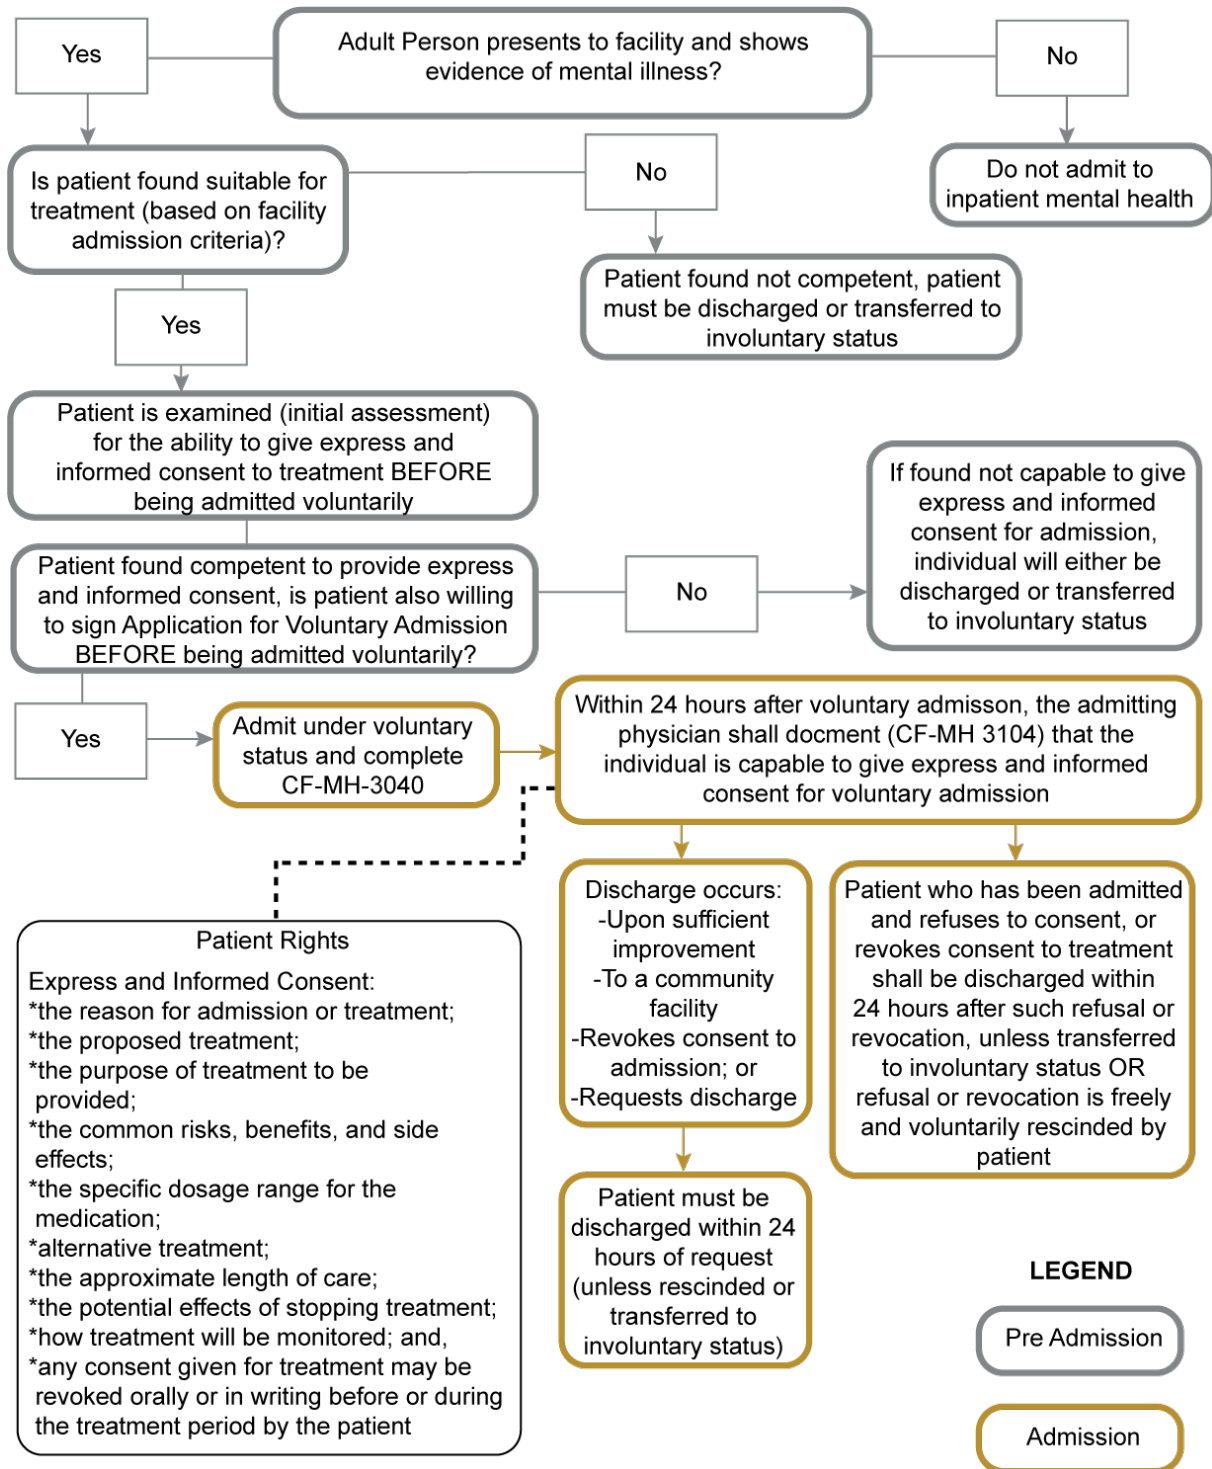 Yes
Adult Person presents to facility and shows
evidence of mental illness?
No
Do not admit to
inpatient mental health
Is patient found suitable for
treatment (based on facility
admission criteria)?
No
Patient found not competent, patient
must be discharged or transferred to
involuntary status
Yes
Patient is examined (initial assessment)
for the ability to give express and
informed consent to treatment BEFORE
being admitted voluntarily
Patient found competent to provide express
and informed consent, is patient also willing
to sign Application for Voluntary Admission
BEFORE being admitted voluntarily?
No
If found not capable to give
express and informed
consent for admission,
individual will either be
discharged or transferred
to involuntary status
Yes
Admit under voluntary
status and complete
CF-MH-3040
Within 24 hours after voluntary admisson, the admitting
physician shall docment (CF-MH 3104) that the
individual is capable to give express and informed
consent for voluntary admission
Discharge occurs:
-Upon sufficient
improvement
-To a community
facility
-Revokes consent to
admission; or
-Requests discharge
Patient who has been admitted
and refuses to consent, or
revokes consent to treatment
shall be discharged within
24 hours after such refusal or
revocation, unless transferred
to involuntary status OR
refusal or revocation is freely
and voluntarily rescinded by
patient
Patient must be
discharged within 24
hours of request
(unless rescinded or
transferred to
involuntary status)
Patient Rights
Express and Informed Consent:
*the reason for admission or treatment;
*the proposed treatment;
*the purpose of treatment to be
provided;
*the common risks, benefits, and side
effects;
*the specific dosage range for the
medication;
*alternative treatment;
*the approximate length of care;
*the potential effects of stopping treatment;
*how treatment will be monitored; and,
*any consent given for treatment may be
revoked orally or in writing before or during
the treatment period by the patient
LEGEND
Pre Admission
Admission